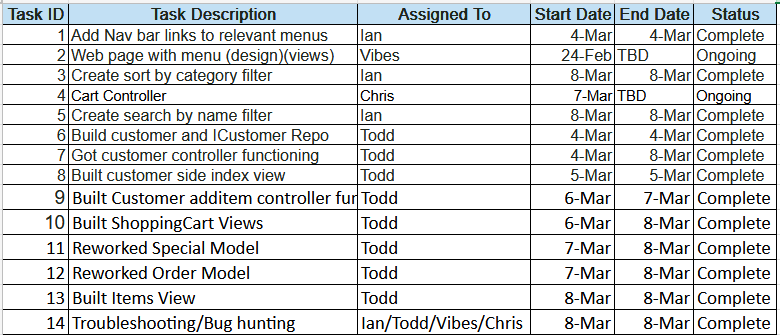 Task ID Task Description Assigned To Start Date End Date Status
1 Add Nav bar links to relevant menus Ian 4-Mar 4-Mar Complete
2 Web page with menu (design)(views) Vibes 24-Feb TBD Ongoing
3 Create sort by category filter Ian 8-Mar 8-Mar Complete
4 Cart Controller Chris 7-Mar TBD Ongoing
5 Create search by name filter Ian 8-Mar 8-Mar Complete
6 Build customer and ICustomer Repo Todd 4-Mar 4-Mar Complete
7 Got customer controller functioning Todd 4-Mar 8-Mar Complete
8 Built customer side index view Todd 5-Mar 5-Mar Complete
9 Built Customer additem controller fur Todd 6-Mar 7-Mar Complete
10 Built ShoppingCart Views Todd 6-Mar 8-Mar Complete
11 Reworked Special Model Todd 7-Mar 8-Mar Complete
12 Reworked Order Model Todd 7-Mar 8-Mar Complete
13 Built Items View Todd 8-Mar 8-Mar Complete
14 Troubleshooting/Bug hunting Ian/Todd/Vibes/Chris 8-Mar 8-Mar Complete